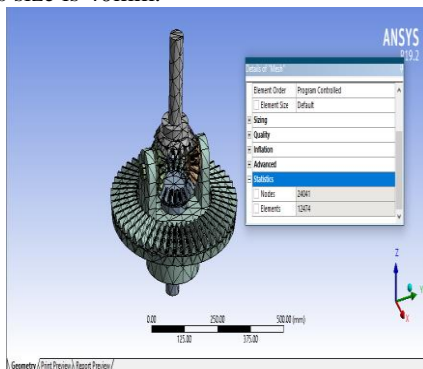 ANSYS
R19.2
Details of "Mesh"
Element Order Program Controlled
Element Size Default
Sizing
Quality
Inflation
Advanced
Statistics
Nodes 24041
Elements 12474
Z
Y
X
0.00 250.00 500.00 (mm)
125.00 375.00
Geometry / Print Preview / Report Preview /